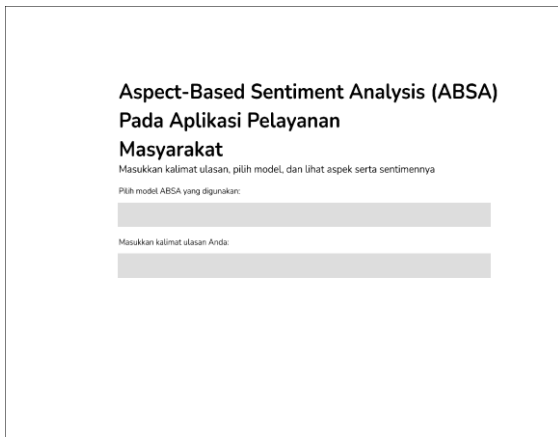 Aspect-Based Sentiment Analysis (ABSA)
Pada Aplikasi Pelayanan
Masyarakat
Masukkan kalimat ulasan, pilih model, dan lihat aspek serta sentimennya
Pilih model ABSA yang digunakan:
Masukkan kalimat ulasan Anda: